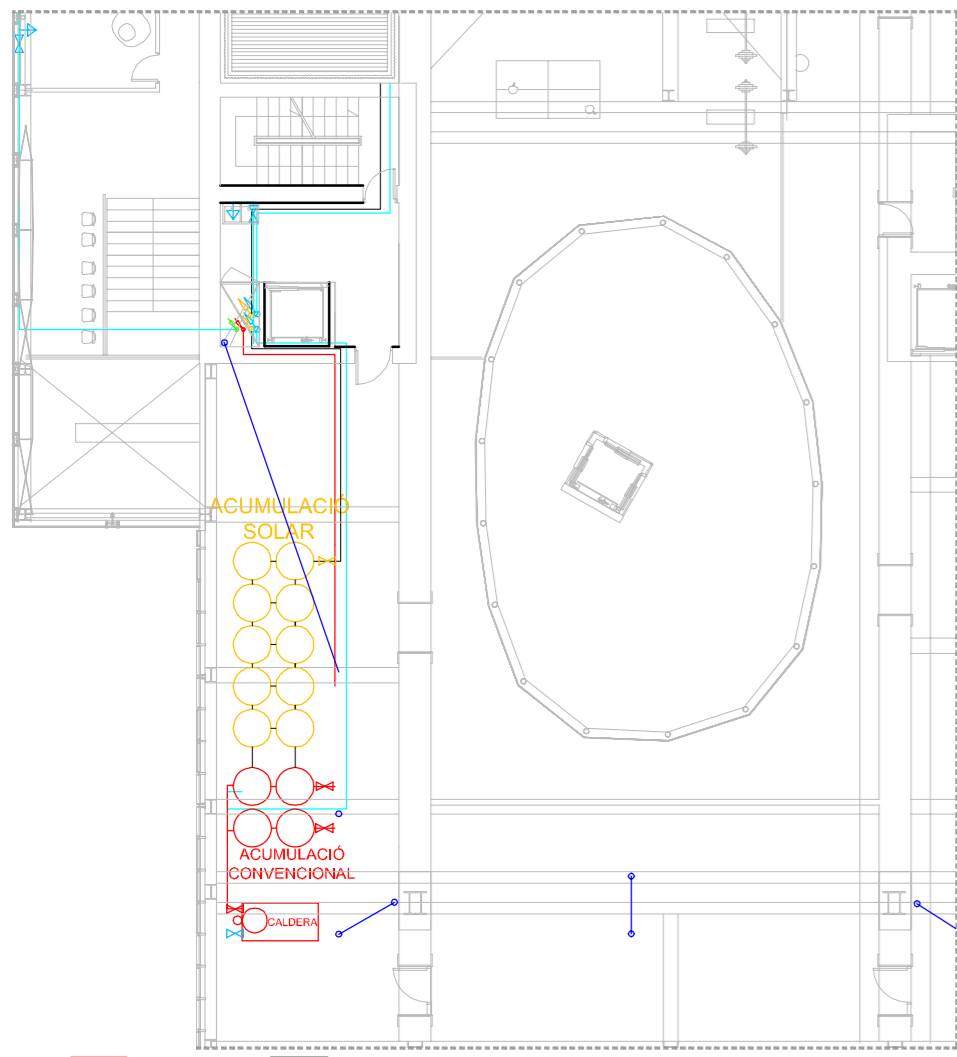 ACUMULACIÓ
SOLAR
ACUMULACIÓ
CONVENCIONAL
CALDERA